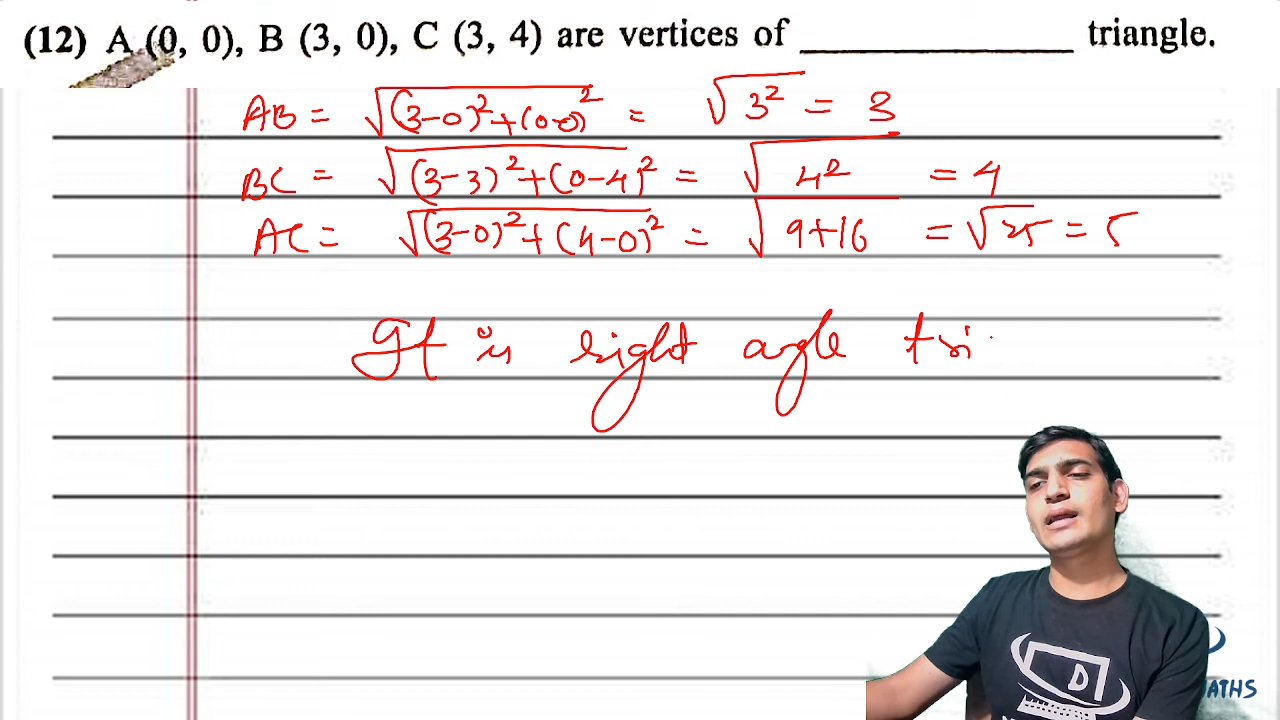 (12) A (0, 0), B (3, 0), C (3, 4) are vertices of ______________ triangle.
AB = √(3-0)²+(0-0)² = √3² = 3
BC = √(3-3)²+(0-4)² = √4² = 4
AC = √(3-0)²+(4-0)² = √9+16 = √25 = 5
It is right angle tri
D
ATHS